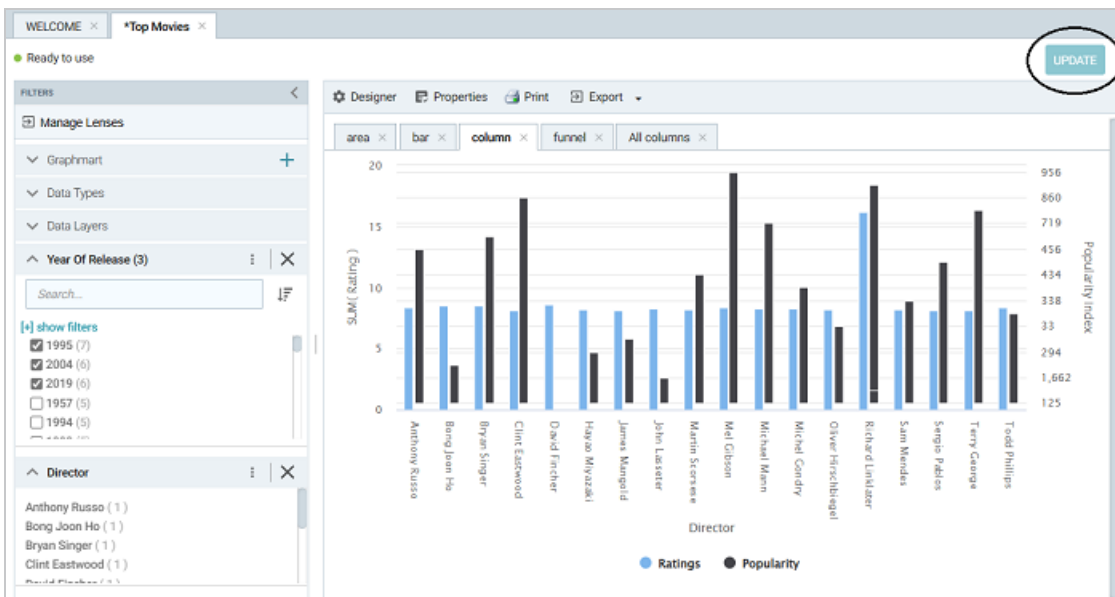 WELCOME ×
*Top Movies ×
Ready to use
UPDATE
FILTERS
Manage Lenses
Graphmart
Data Types
Data Layers
Year Of Release (3)
Search...
[+] show filters
1995 (7)
2004 (6)
2019 (6)
1957 (5)
1994 (5)
Director
Anthony Russo ( 1 )
Bong Joon Ho ( 1 )
Bryan Singer ( 1 )
Clint Eastwood ( 1 )
David Fincher ( 1 )
Designer Properties Print Export
area × bar × column × funnel × All columns ×
20
15
10
5
0
SUM( Rating )
956
860
719
456
434
338
33
294
1,662
125
Popularity Index
Anthony Russo
Bong Joon Ho
Bryan Singer
Clint Eastwood
David Fincher
Hayao Miyazaki
James Mangold
John Lasseter
Martin Scorsese
Mel Gibson
Michael Mann
Michel Gondry
Oliver Hirschbiegel
Richard Linklater
Sam Mendes
Sergio Pablos
Terry George
Todd Phillips
Director
Ratings Popularity